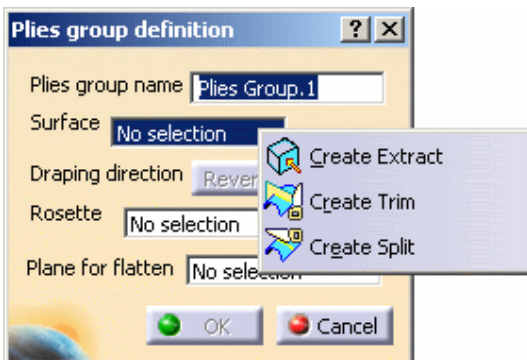 Plies group definition ? X
Plies group name Plies Group.1
Surface No selection
Create Extract
Draping direction Rever
Create Trim
Rosette No selection
Create Split
Plane for flatten No selection
OK Cancel